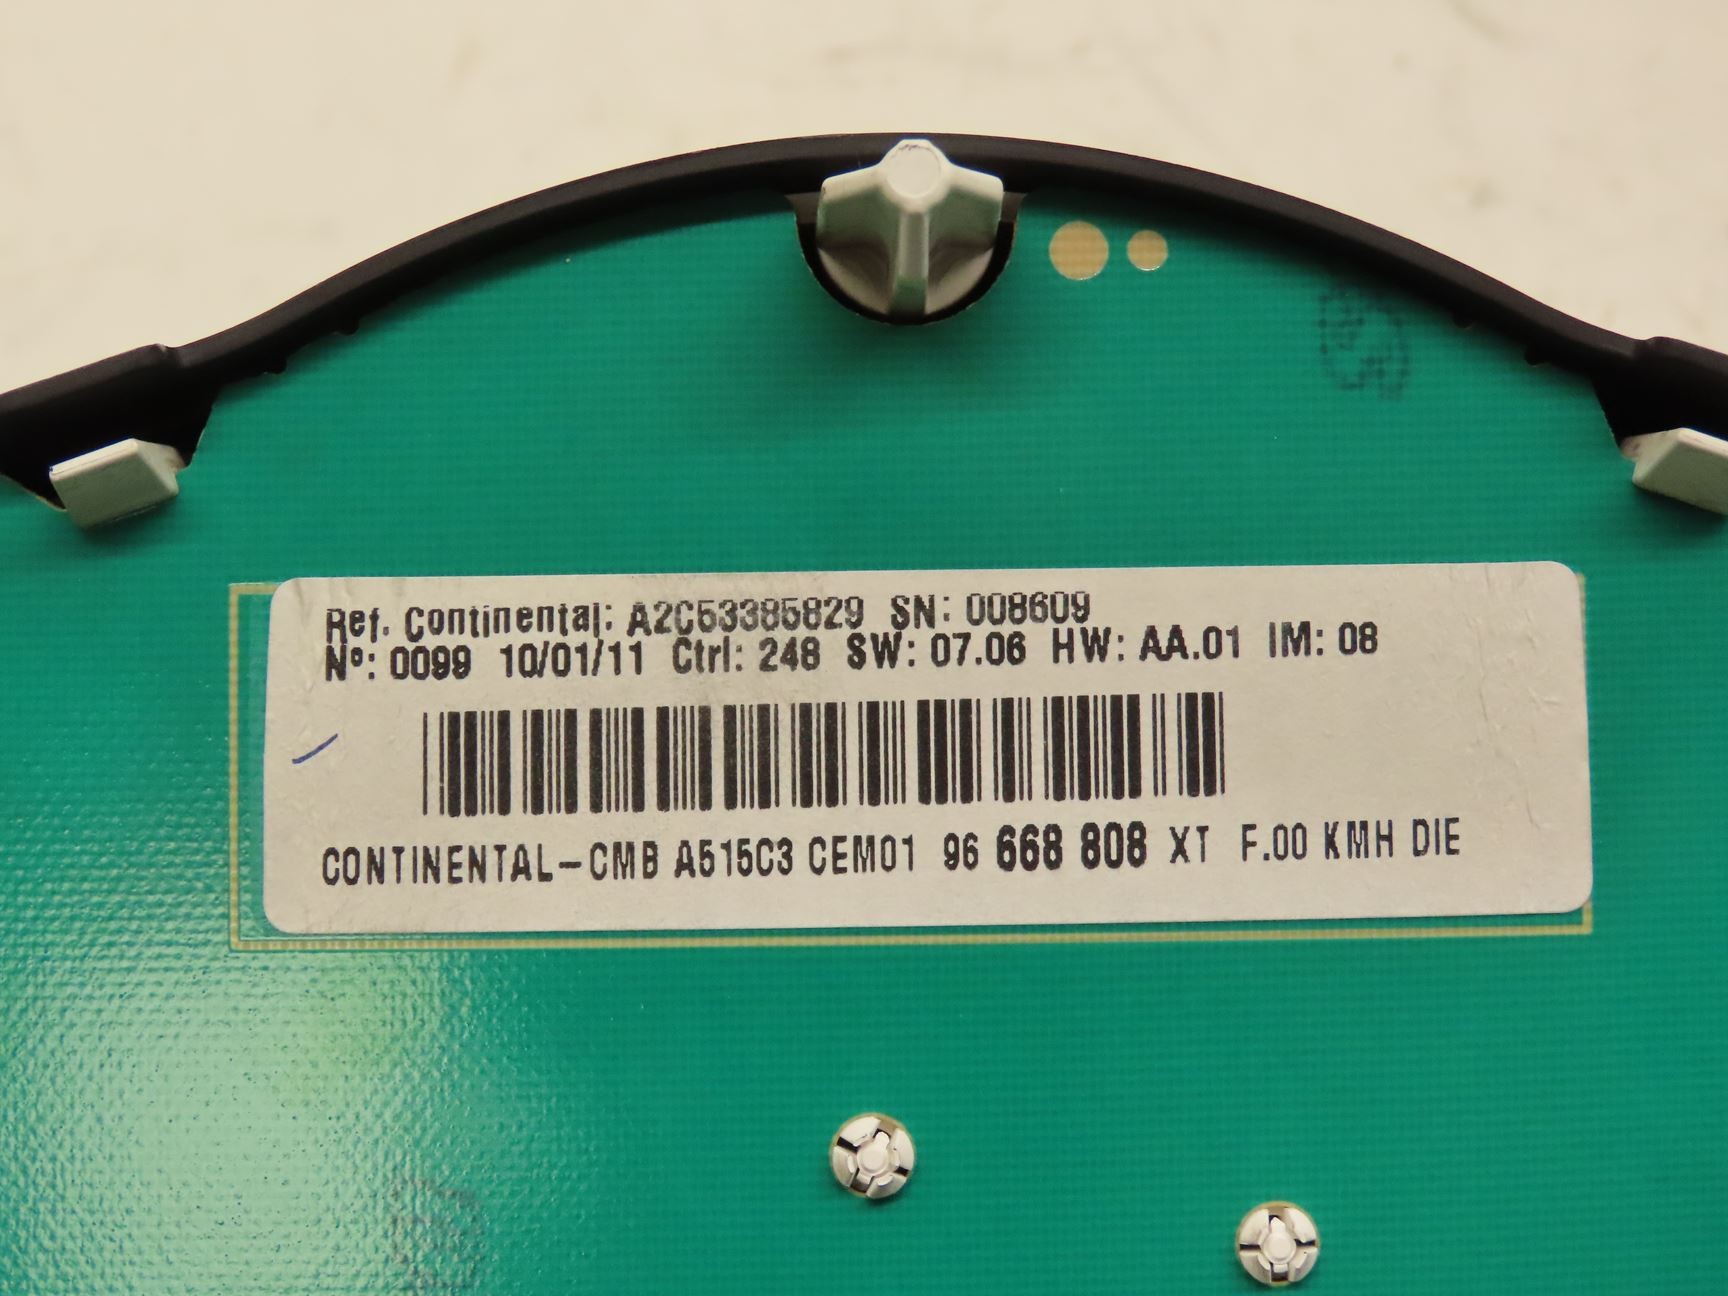 Ref. Continental: A2C53385829 SN: 008609
Nº: 0099 10/01/11 Ctrl: 248 SW: 07.06 HW: AA.01 IM: 08
CONTINENTAL-CMB A515C3 CEM01 96 668 808 XT F.00 KMH DIE